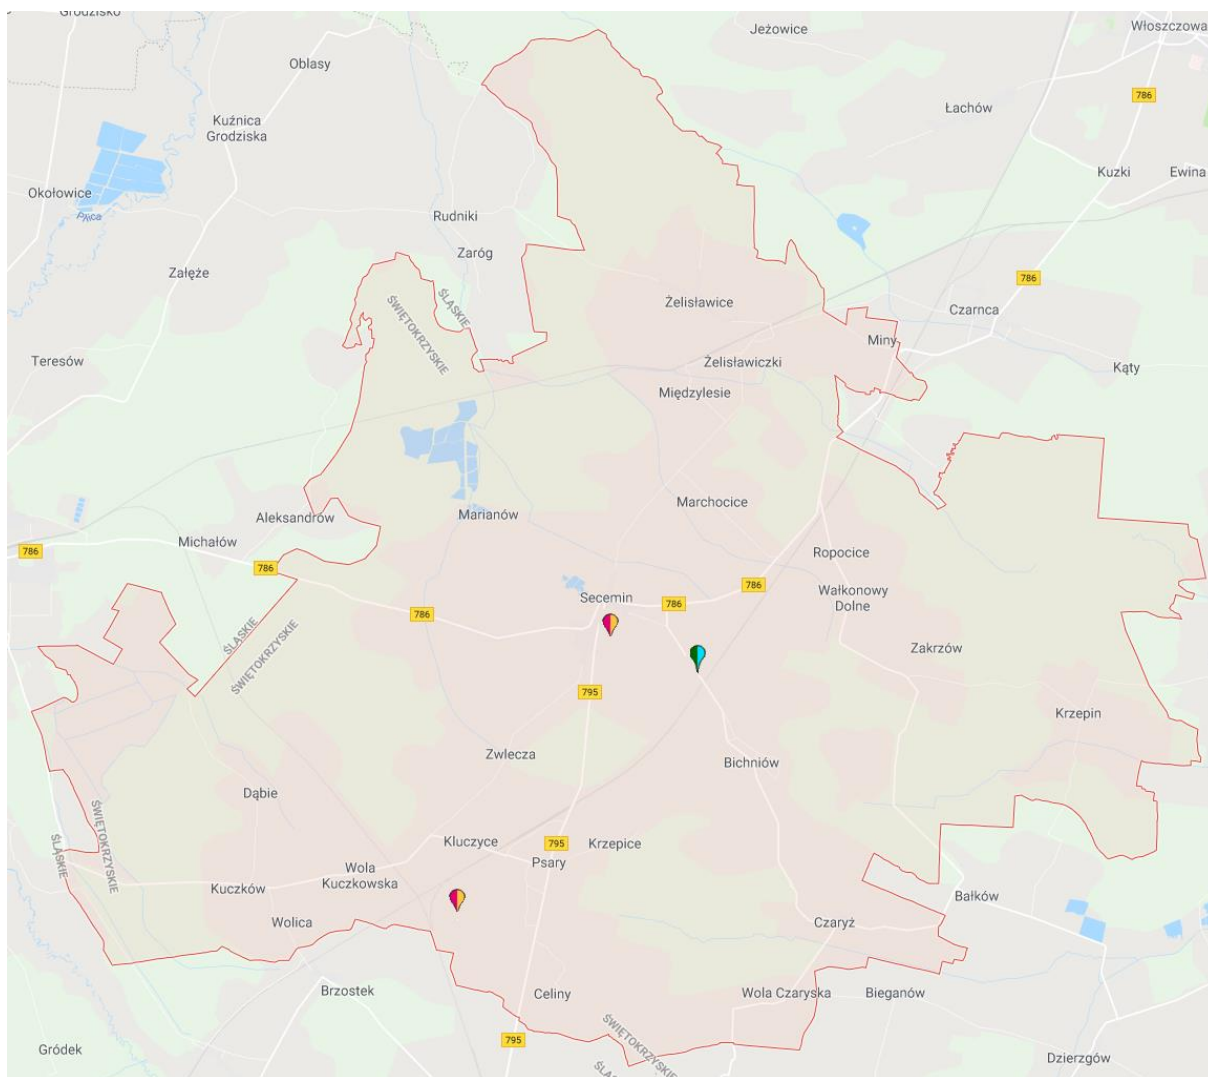 Grodzisko
Jeżowice
Włoszczowa
Oblasy
786
Łachów
Kuźnica
Grodziska
Kuzki
Ewina
Okołowice
Pilica
Rudniki
Zaróg
Załęże
786
ŚLĄSKIE
ŚWIĘTOKRZYSKIE
Żelisławice
Czarnca
Miny
Teresów
Żelisławiczki
Kąty
Międzylesie
Marchocice
Marianów
Aleksandrów
Michałów
786
786
Ropocice
786
Wałkonowy
Dolne
Secemin
786
786
ŚLĄSKIE
ŚWIĘTOKRZYSKIE
Zakrzów
795
Krzepin
Zwlecza
Bichniów
Dąbie
ŚWIĘTOKRZYSKIE
ŚLĄSKIE
Kluczyce
795
Krzepice
Psary
Wola
Kuczkowska
Kuczków
Bałków
Wolica
Czaryż
Brzostek
Celiny
Wola Czaryska
Bieganów
ŚWIĘTOKRZYSKIE
795
Gródek
Dzierzgów
ŚLĄSKIE